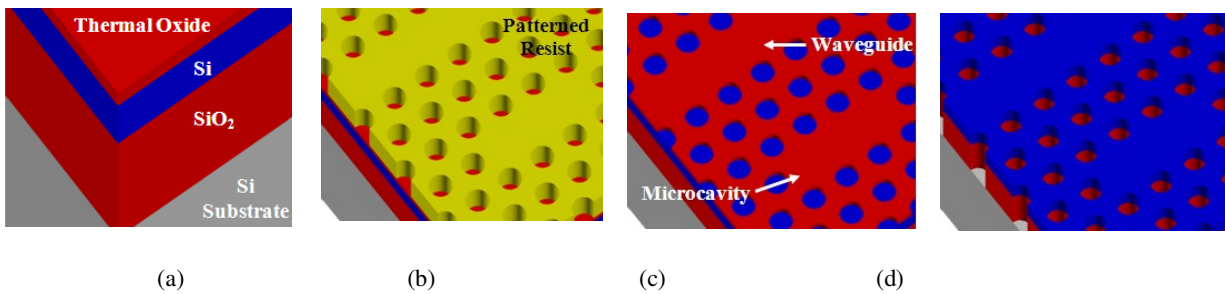 Thermal Oxide
Si
SiO₂
Si
Substrate
Patterned
Resist
Waveguide
Microcavity
(a) (b) (c) (d)